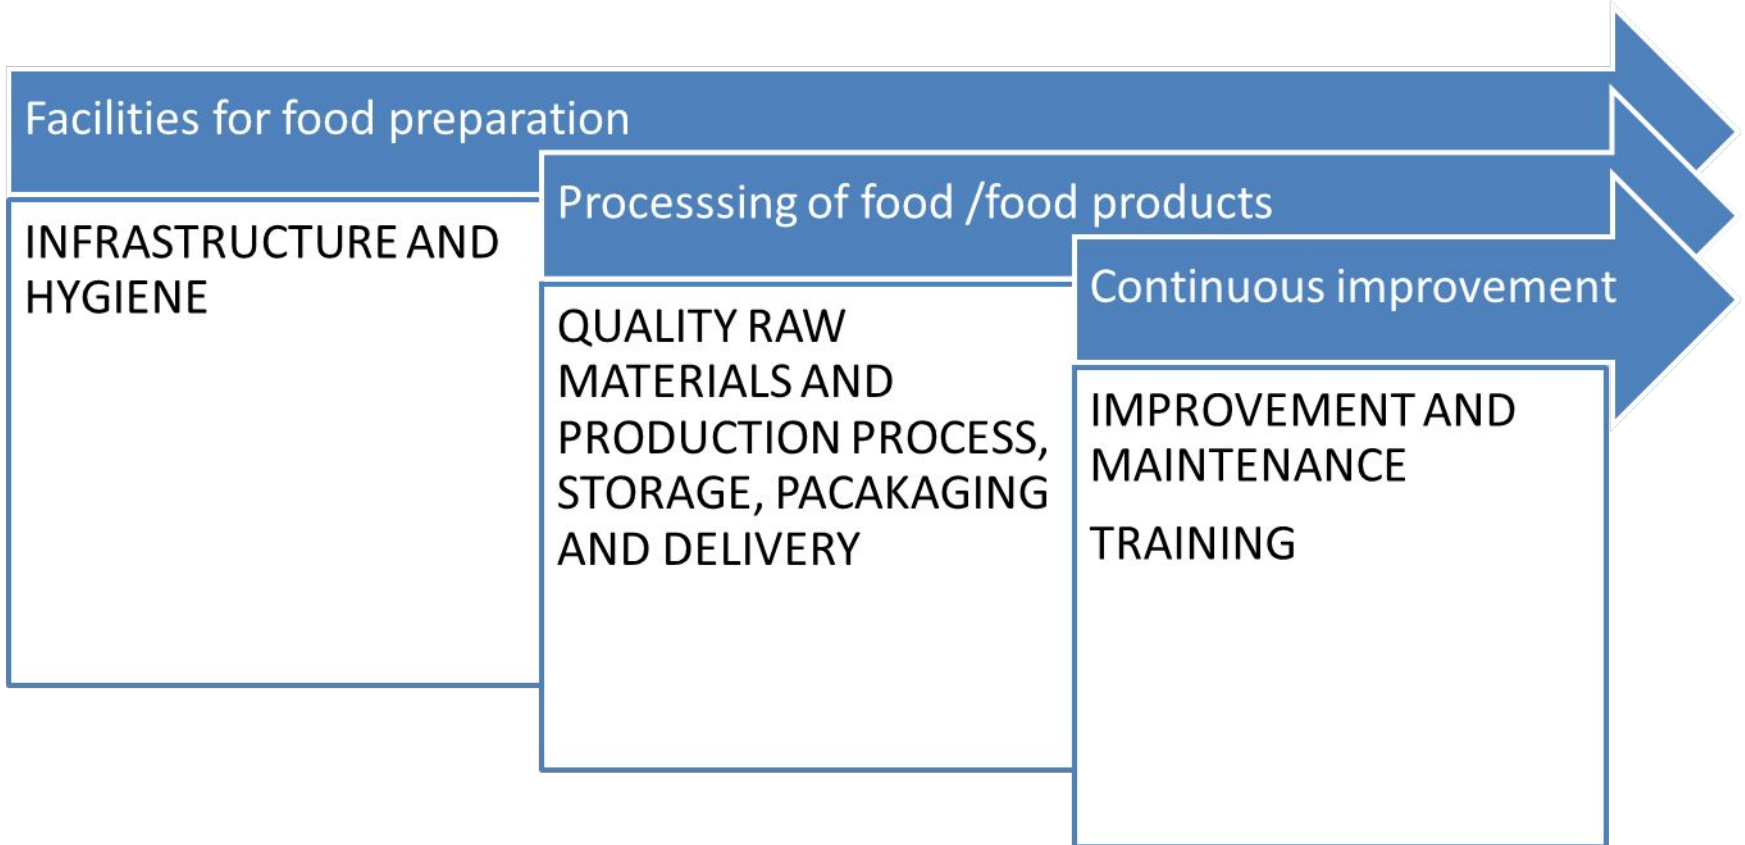 Facilities for food preparation
INFRASTRUCTURE AND
HYGIENE
Processsing of food /food products
QUALITY RAW
MATERIALS AND
PRODUCTION PROCESS,
STORAGE, PACAKAGING
AND DELIVERY
Continuous improvement
IMPROVEMENT AND
MAINTENANCE
TRAINING